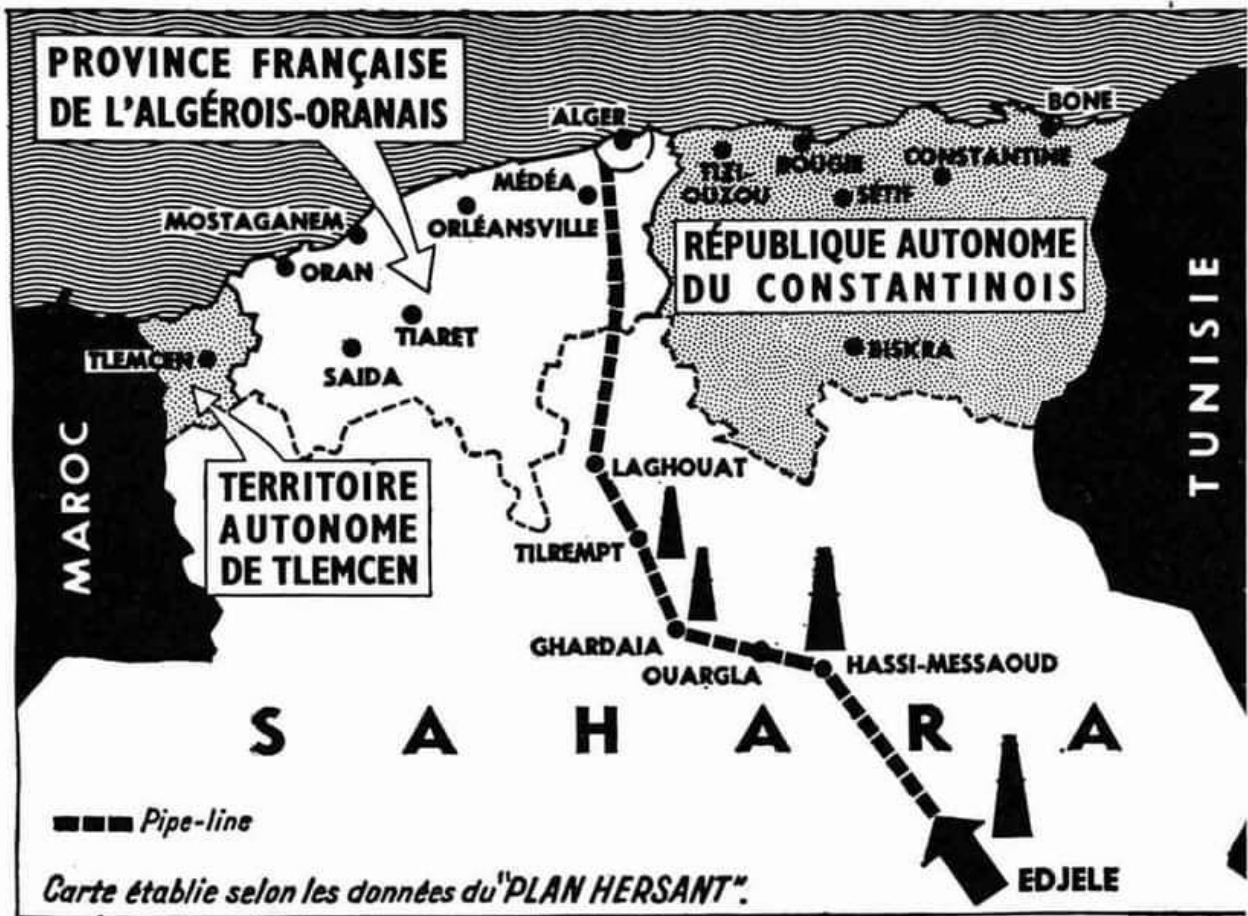 PROVINCE FRANÇAISE
DE L'ALGÉROIS-ORANAIS
ALGER
BONE
TIZI-
OUZOU
BOUGIE
CONSTANTINE
SÉTIF
MÉDÉA
ORLÉANSVILLE
MOSTAGANEM
ORAN
RÉPUBLIQUE AUTONOME
DU CONSTANTINOIS
TUNISIE
TIARET
SAIDA
BISKRA
TLEMCEN
MAROC
TERRITOIRE
AUTONOME
DE TLEMCEN
LAGHOUAT
TILREMPT
GHARDAIA
OUARGLA
HASSI-MESSAOUD
SAHARA
Pipe-line
EDJELE
Carte établie selon les données du "PLAN HERSANT".